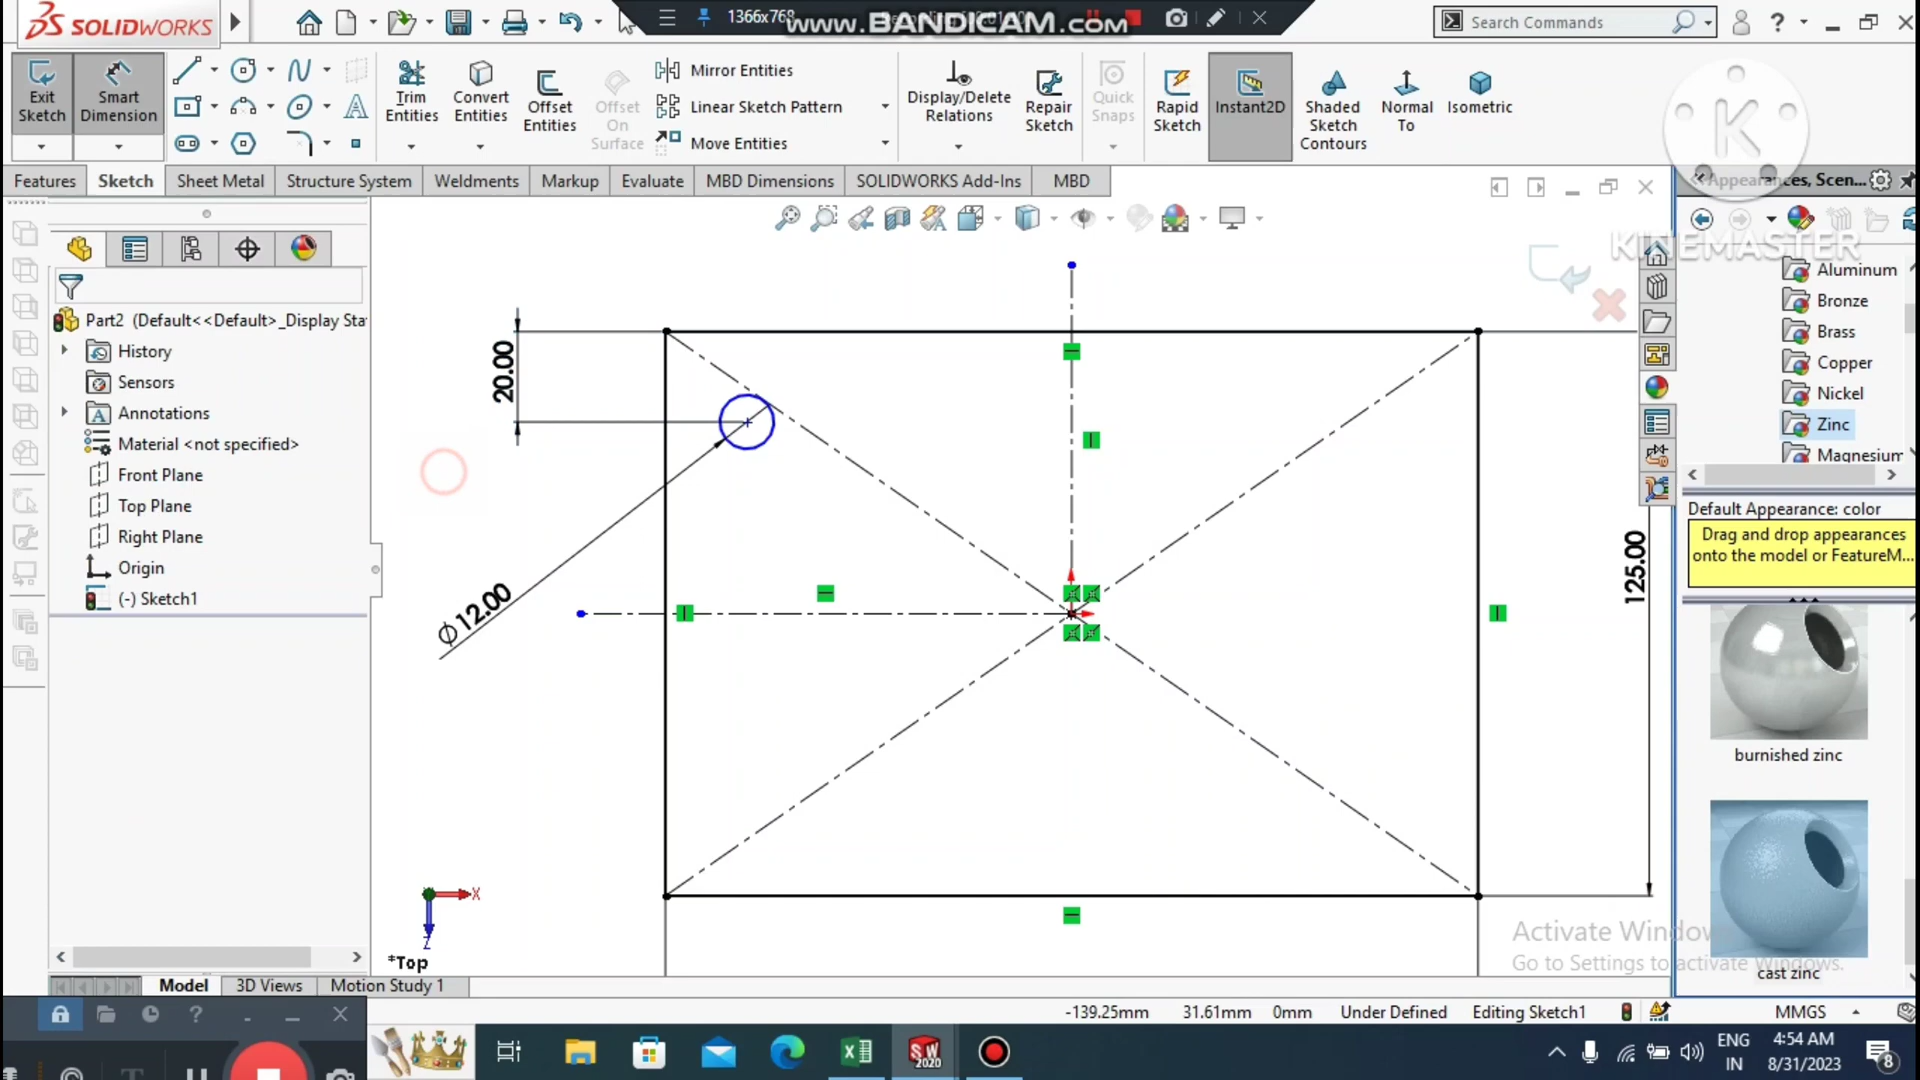 SOLIDWORKS
1366x768
www.BANDICAM.com
Search Commands
Exit Sketch
Smart Dimension
Trim Entities
Convert Entities
Offset Entities
Offset On Surface
Mirror Entities
Linear Sketch Pattern
Move Entities
Display/Delete Relations
Repair Sketch
Quick Snaps
Rapid Sketch
Instant2D
Shaded Sketch Contours
Normal To
Isometric
K
Features
Sketch
Sheet Metal
Structure System
Weldments
Markup
Evaluate
MBD Dimensions
SOLIDWORKS Add-Ins
MBD
Appearances, Scen...
KINEMASTER
Part2 (Default<<Default>_Display Sta
History
Sensors
Annotations
Material <not specified>
Front Plane
Top Plane
Right Plane
Origin
(-) Sketch1
20.00
Φ12.00
125.00
X
Z
*Top
Aluminum
Bronze
Brass
Copper
Nickel
Zinc
Magnesium
Default Appearance: color
Drag and drop appearances
onto the model or FeatureM...
burnished zinc
cast zinc
Activate Windows
Go to Settings to activate Windows.
Model
3D Views
Motion Study 1
-139.25mm
31.61mm
0mm
Under Defined
Editing Sketch1
MMGS
SW
2020
ENG
IN
4:54 AM
8/31/2023
8